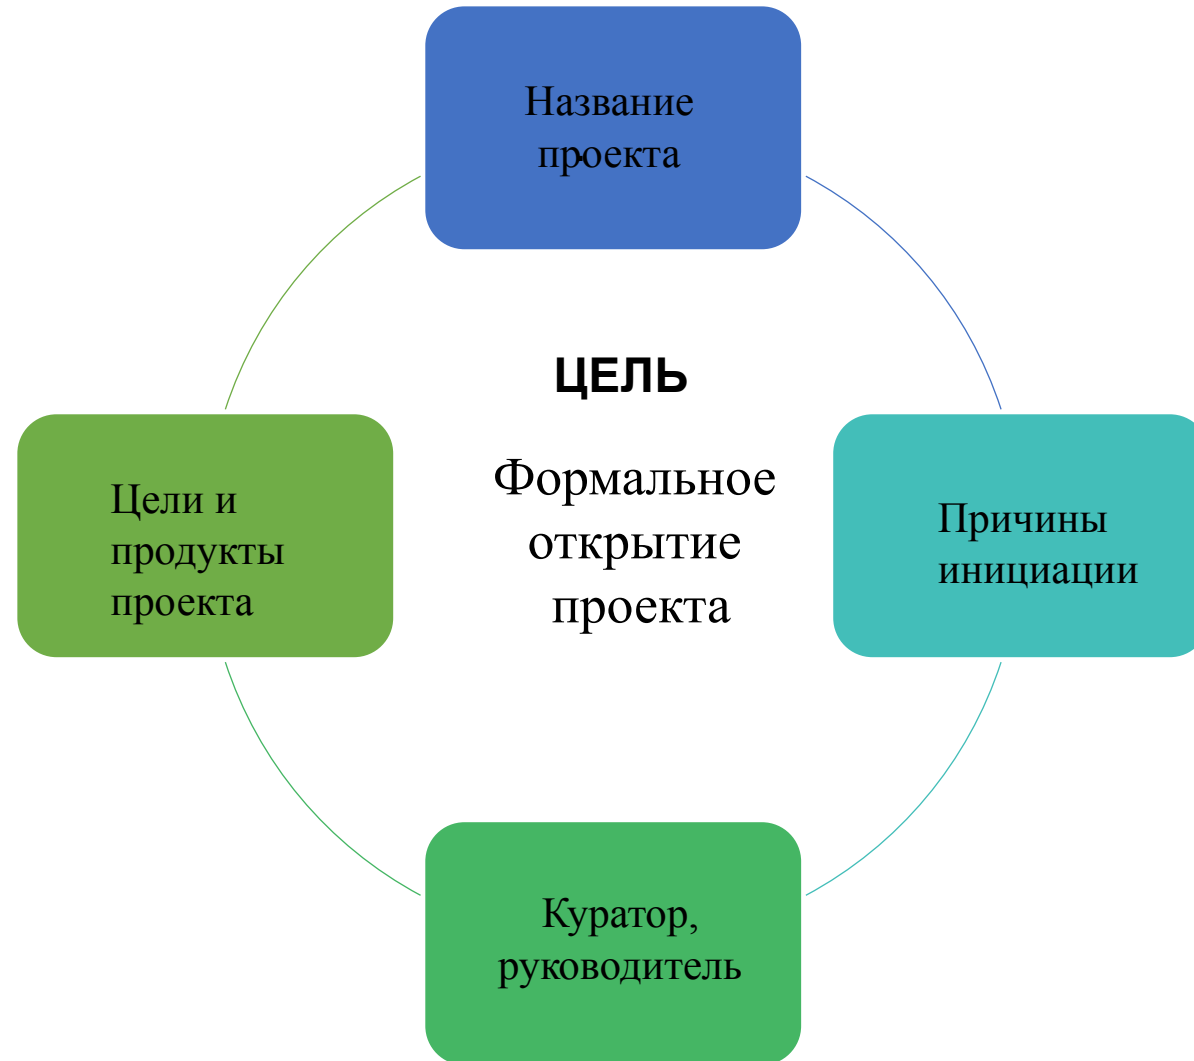 Название
проекта
ЦЕЛЬ
Формальное
открытие
проекта
Цели и
продукты
проекта
Причины
инициации
Куратор,
руководитель